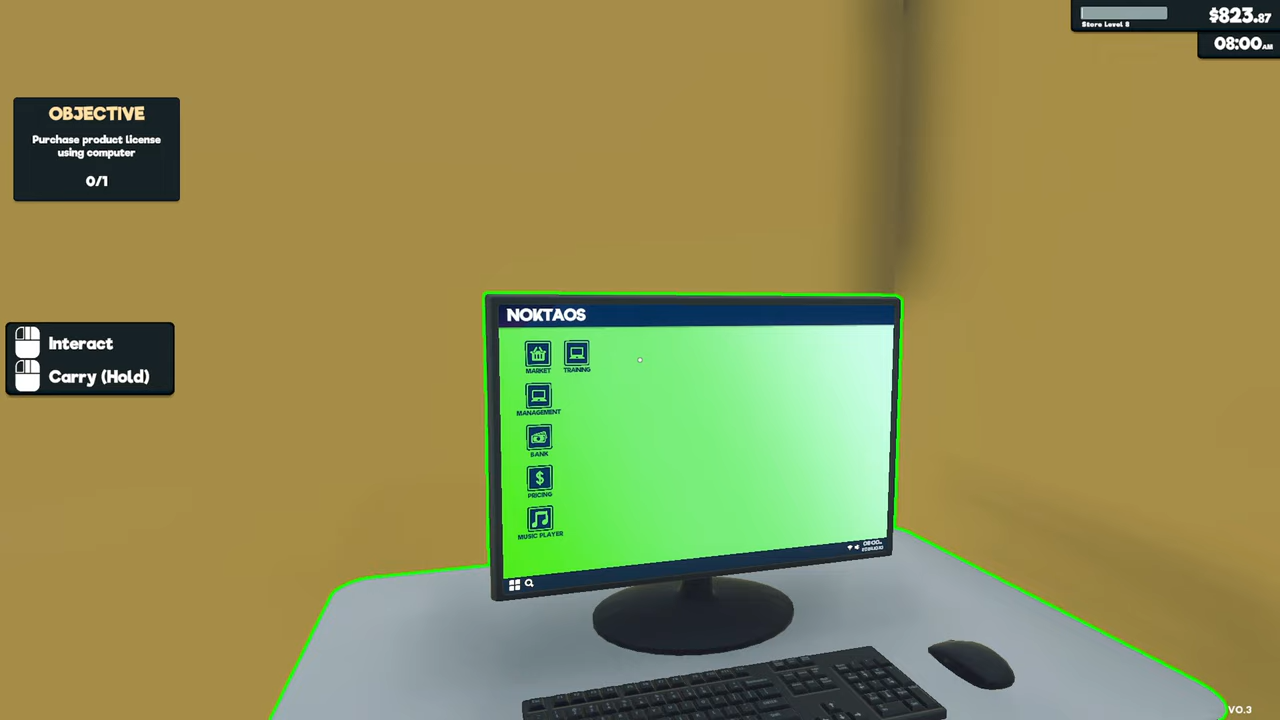 $823.87
Store Level 8
08:00AM
OBJECTIVE
Purchase product license
using computer
0/1
Interact
Carry (Hold)
NOKTAOS
MARKET
TRAINING
MANAGEMENT
BANK
$
PRICING
MUSIC PLAYER
V0.3